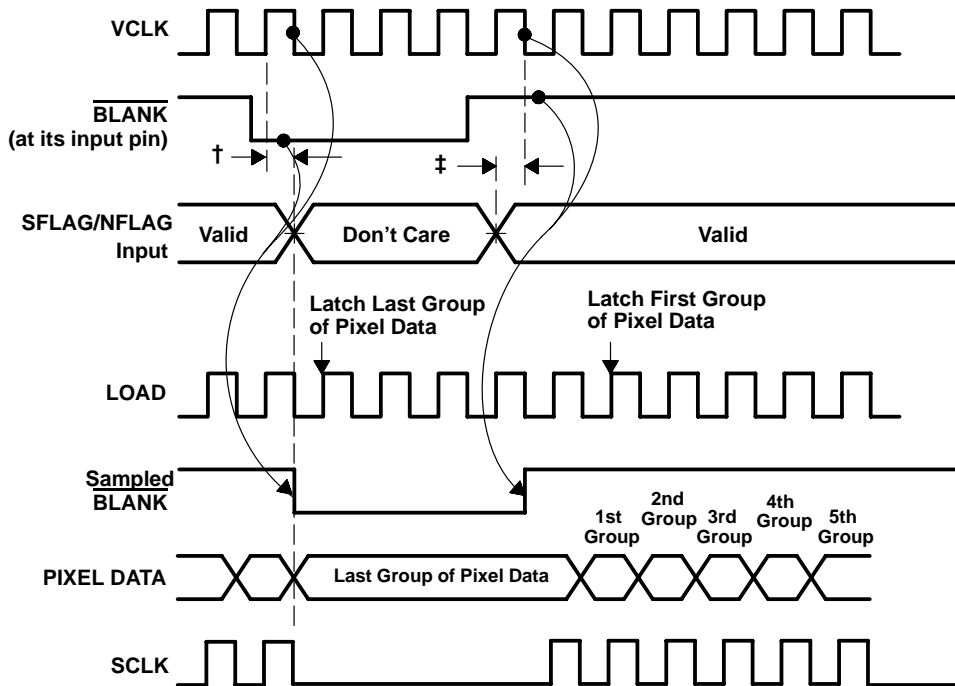 VCLK
BLANK
(at its input pin)
†
‡
SFLAG/NFLAG
Input
Valid
Don't Care
Valid
Latch Last Group
of Pixel Data
Latch First Group
of Pixel Data
LOAD
Sampled
BLANK
1st
Group
2nd
Group
3rd
Group
4th
Group
5th
Group
PIXEL DATA
Last Group of Pixel Data
SCLK